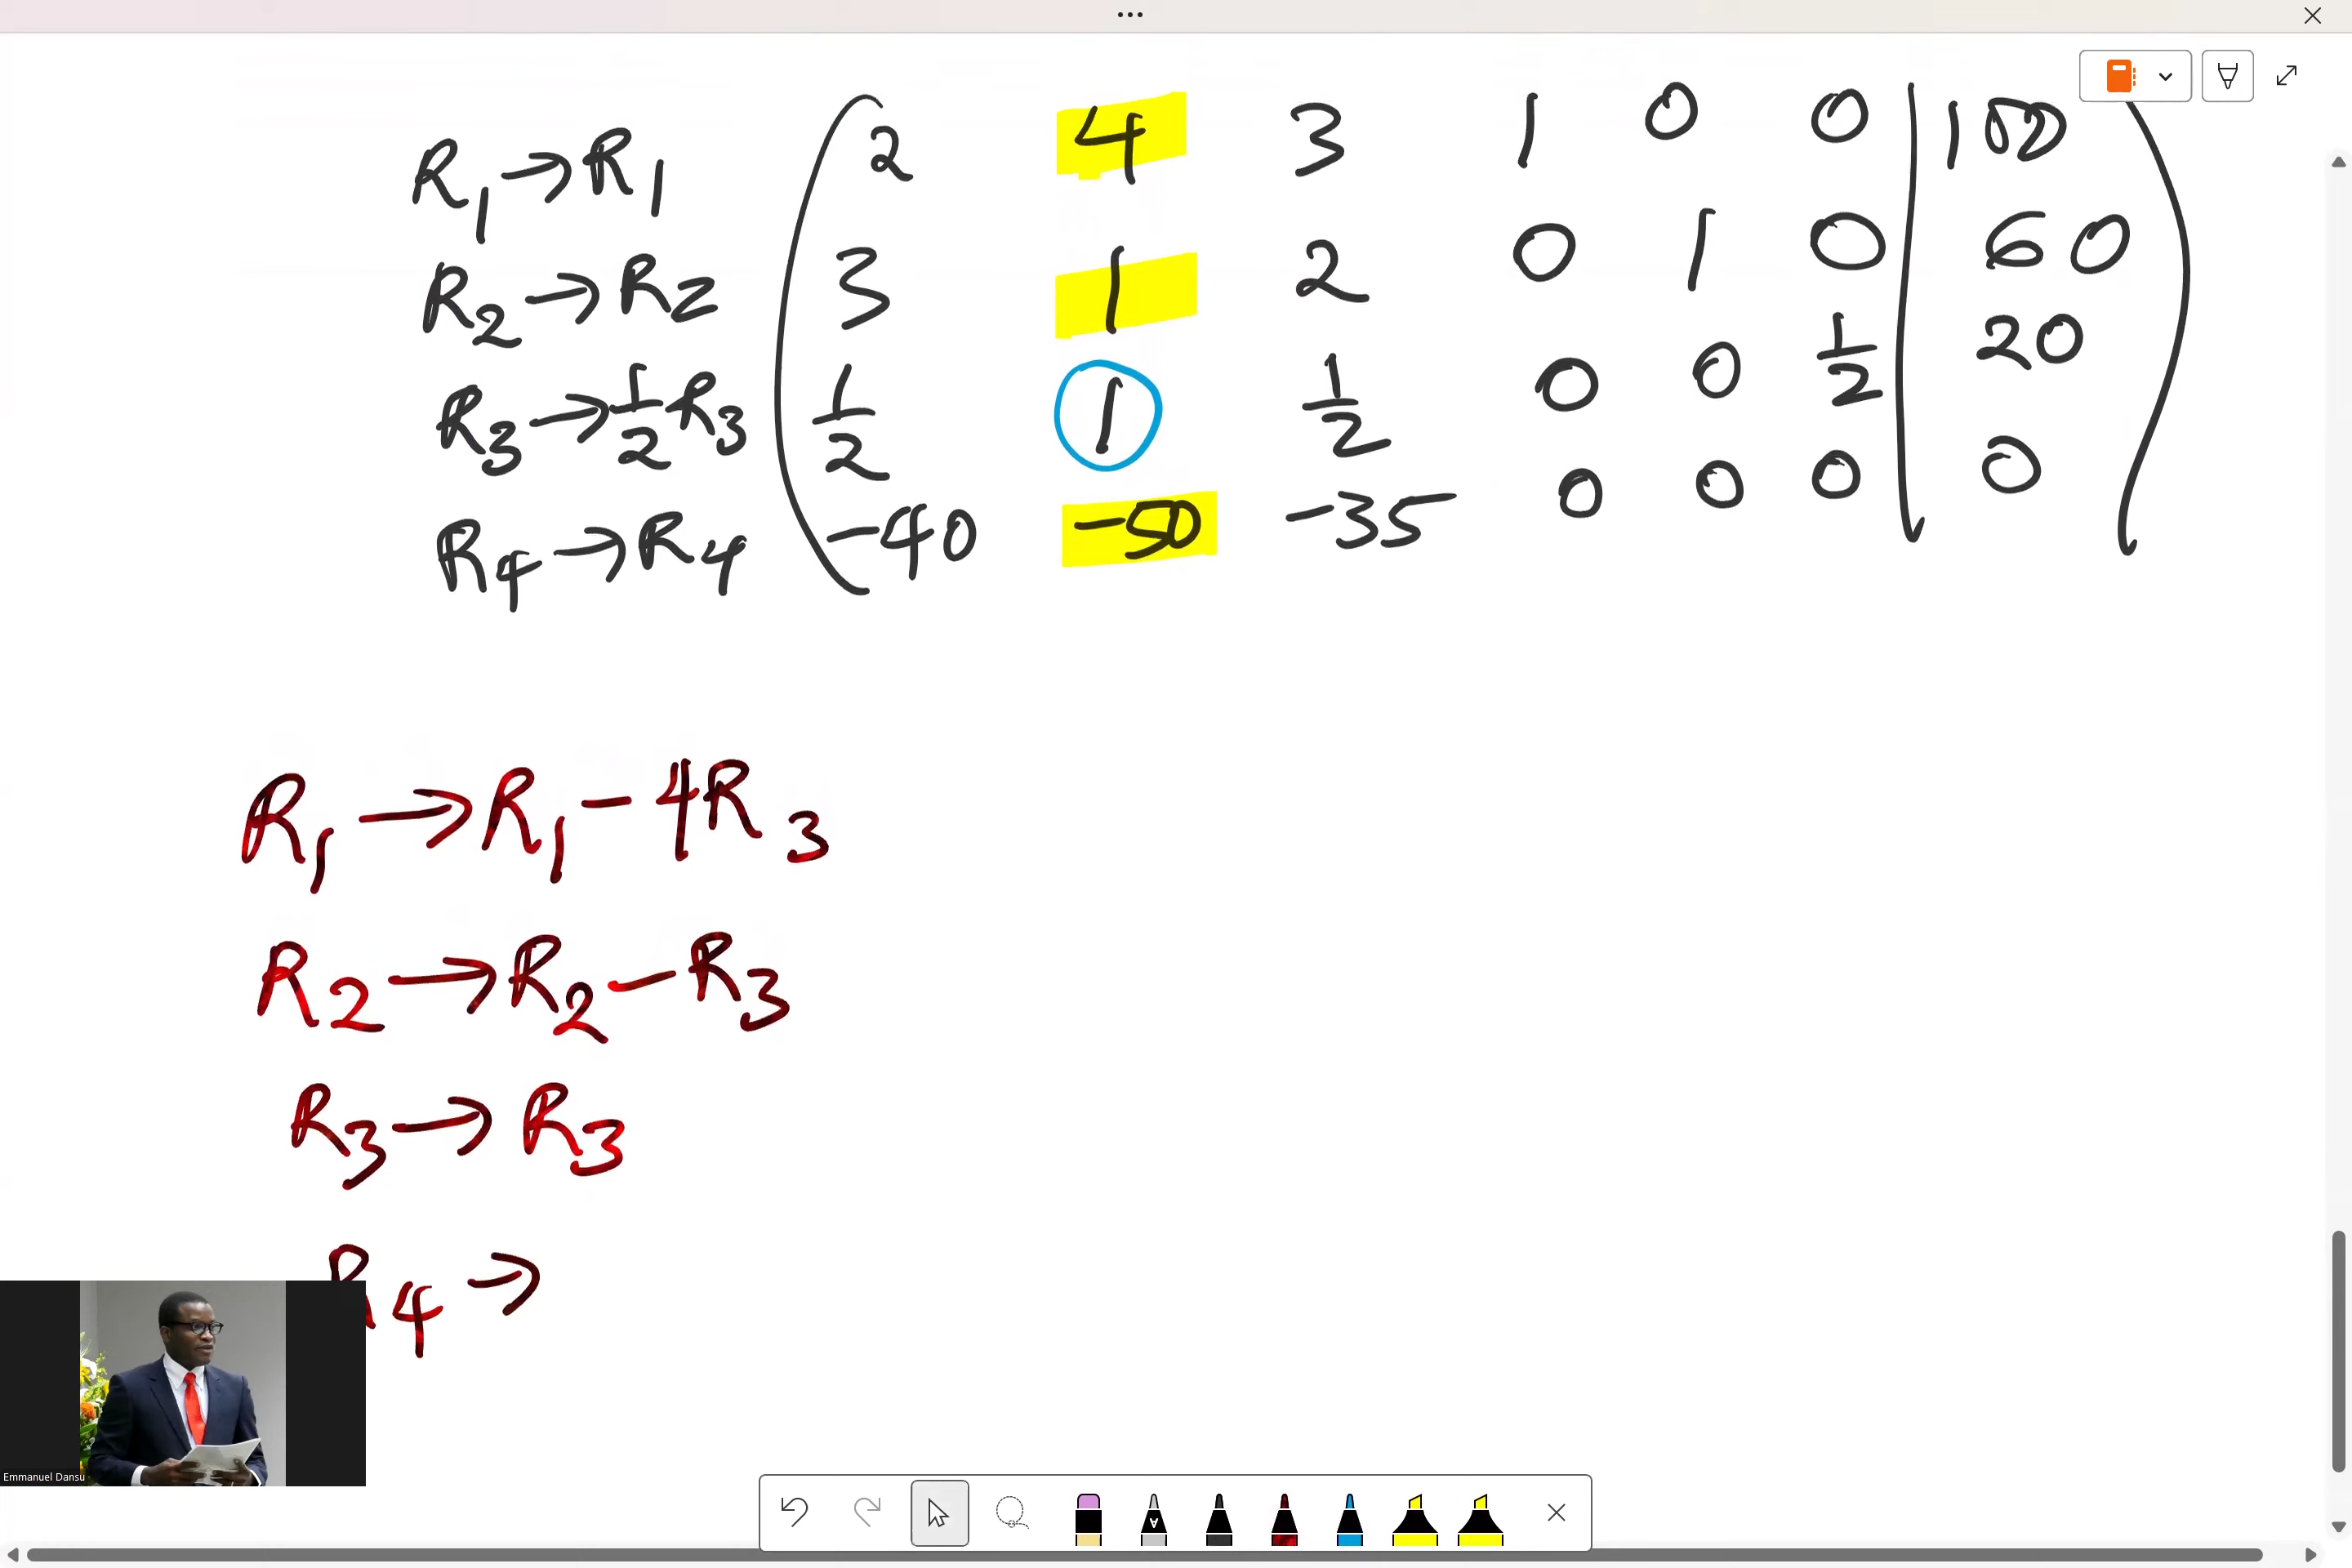 R1 → R1 2 4 3 1 0 0 | 100
R2 → R2 3 1 2 0 1 0 | 60
R3 → 1/2 R3 1/2 1 1/2 0 0 1/2 | 20
R4 → R4 -40 -50 -35 0 0 0 | 0
R1 → R1 - 4R3
R2 → R2 - R3
R3 → R3
R4 →
Emmanuel Dansu